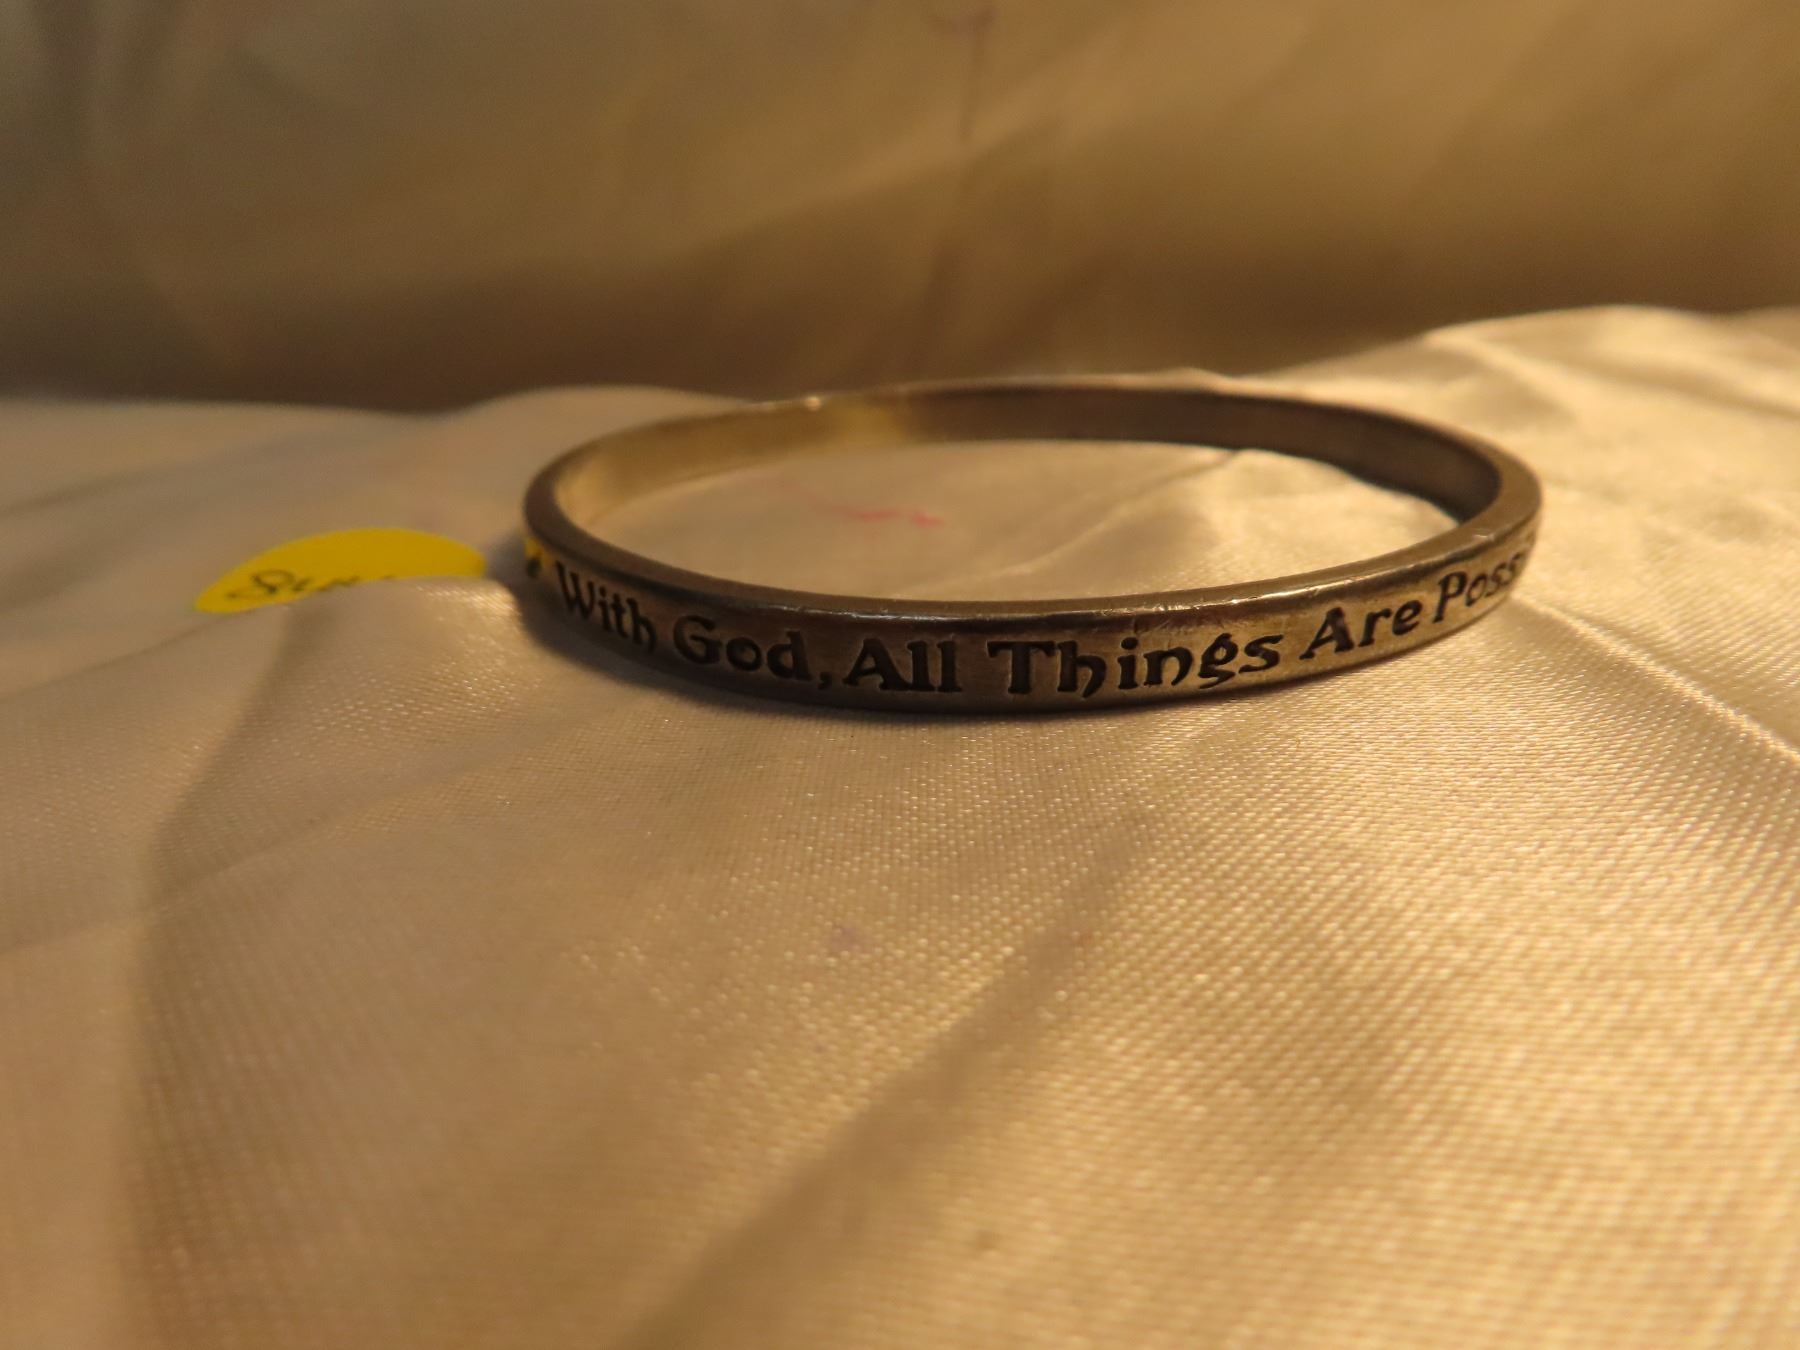 With God, All Things Are Poss